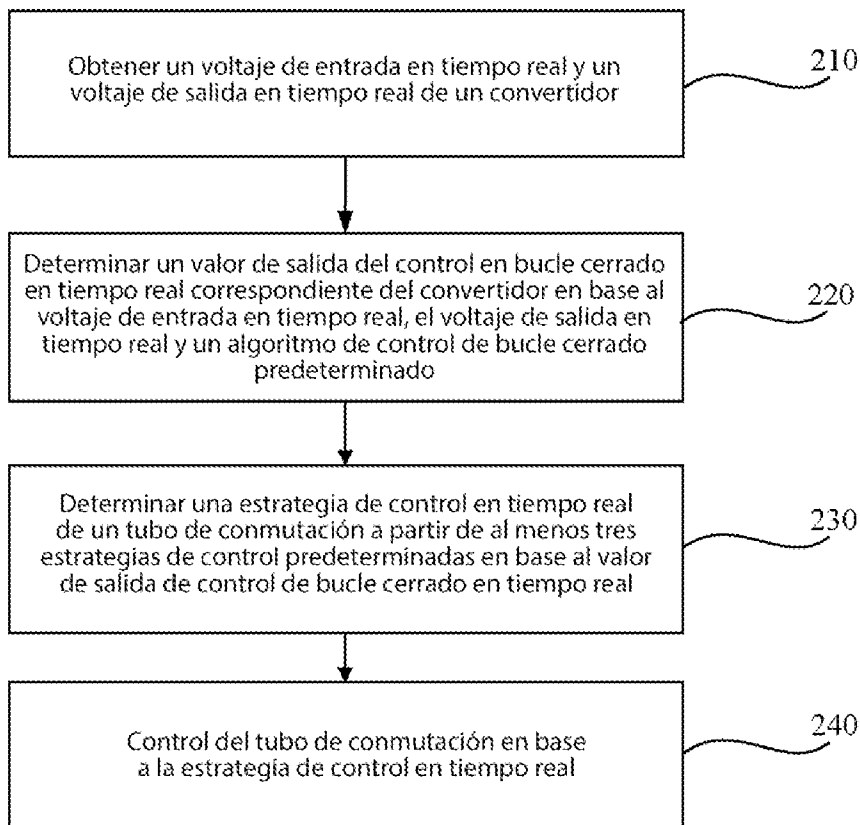 Obtener un voltaje de entrada en tiempo real y un
voltaje de salida en tiempo real de un convertidor
210
Determinar un valor de salida del control en bucle cerrado
en tiempo real correspondiente del convertidor en base al
voltaje de entrada en tiempo real, el voltaje de salida en
tiempo real y un algoritmo de control de bucle cerrado
predeterminado
220
Determinar una estrategia de control en tiempo real
de un tubo de conmutación a partir de al menos tres
estrategias de control predeterminadas en base al valor
de salida de control de bucle cerrado en tiempo real
230
Control del tubo de conmutación en base
a la estrategia de control en tiempo real
240